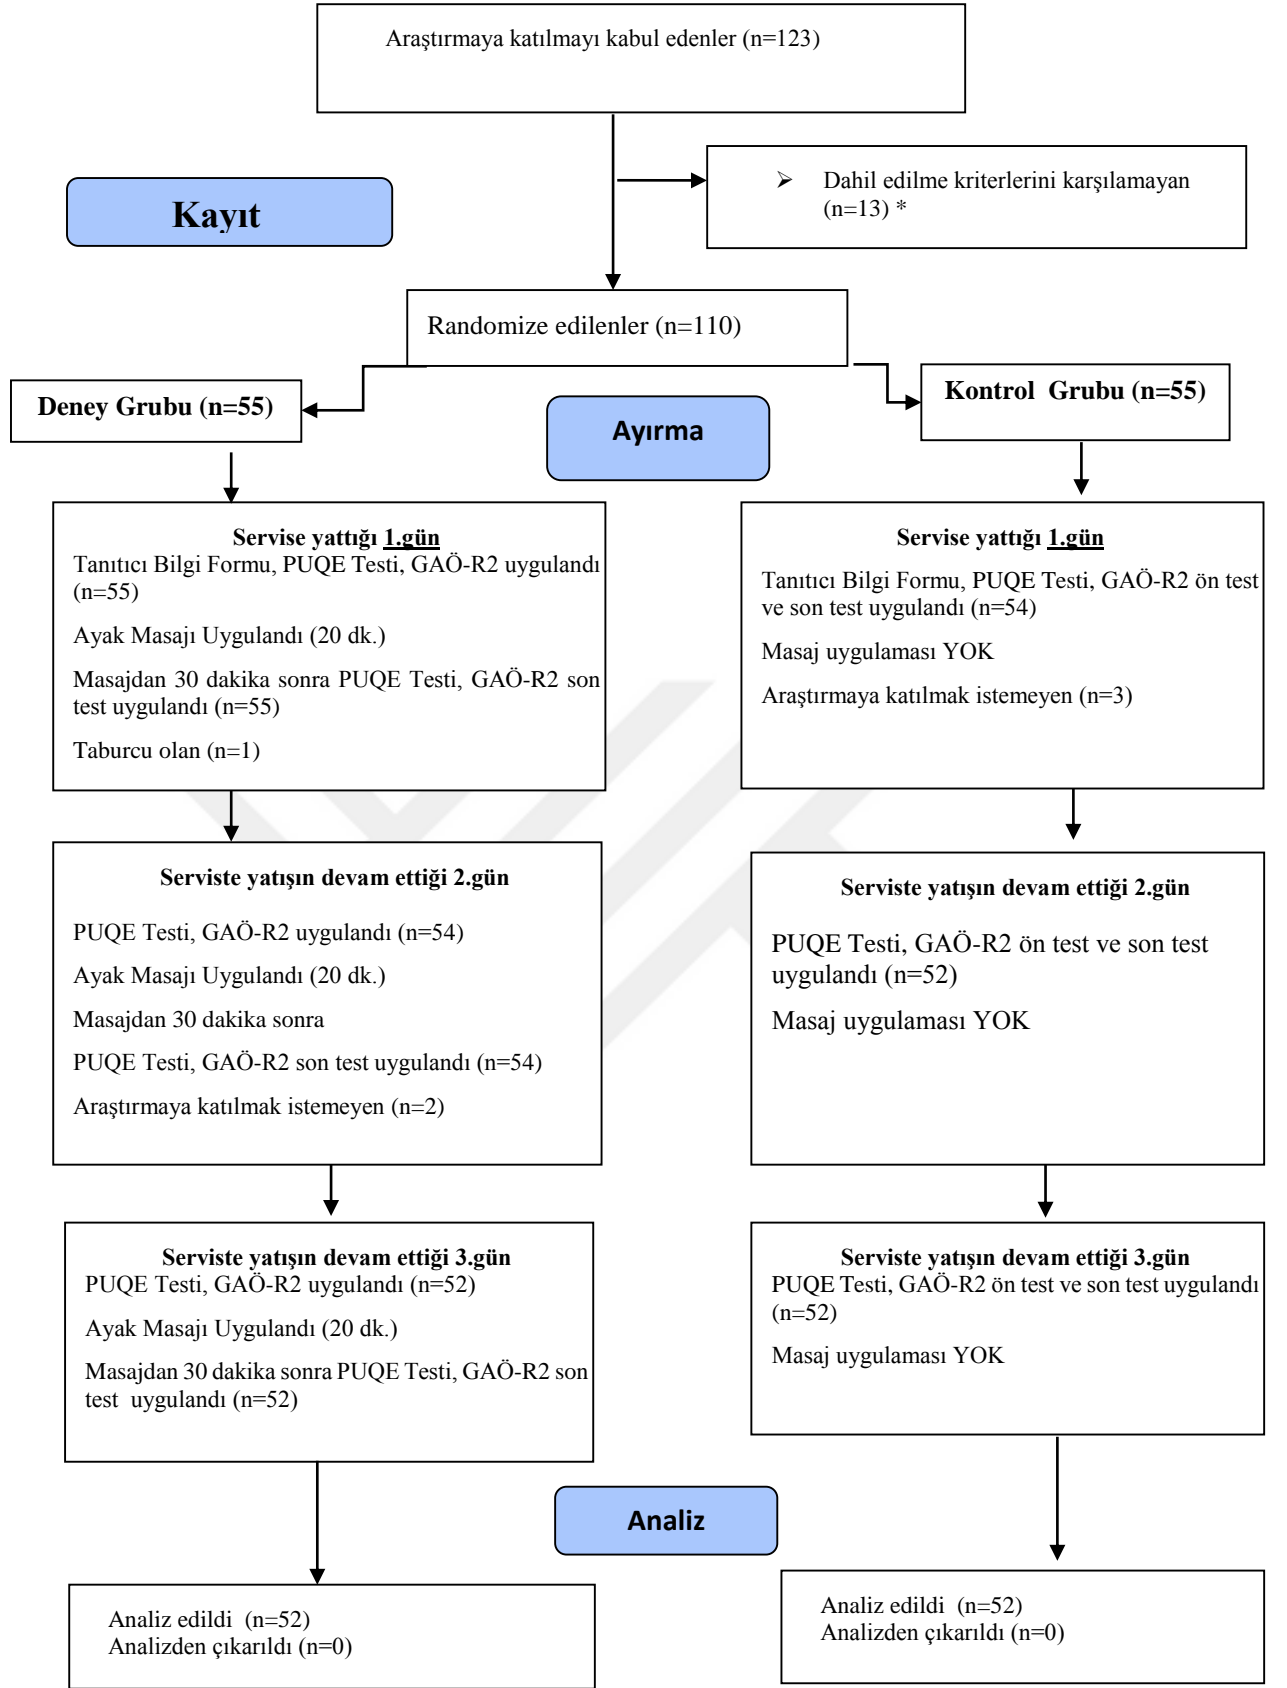 Araştırmaya katılmayı kabul edenler (n=123)
➢ Dahil edilme kriterlerini karşılamayan
(n=13) *
Kayıt
Randomize edilenler (n=110)
Deney Grubu (n=55)
Kontrol Grubu (n=55)
Ayırma
Servise yattığı 1.gün
Tanıtıcı Bilgi Formu, PUQE Testi, GAÖ-R2 uygulandı
(n=55)
Ayak Masajı Uygulandı (20 dk.)
Masajdan 30 dakika sonra PUQE Testi, GAÖ-R2 son
test uygulandı (n=55)
Taburcu olan (n=1)
Servise yattığı 1.gün
Tanıtıcı Bilgi Formu, PUQE Testi, GAÖ-R2 ön test
ve son test uygulandı (n=54)
Masaj uygulaması YOK
Araştırmaya katılmak istemeyen (n=3)
Serviste yatışın devam ettiği 2.gün
PUQE Testi, GAÖ-R2 uygulandı (n=54)
Ayak Masajı Uygulandı (20 dk.)
Masajdan 30 dakika sonra
PUQE Testi, GAÖ-R2 son test uygulandı (n=54)
Araştırmaya katılmak istemeyen (n=2)
Serviste yatışın devam ettiği 2.gün
PUQE Testi, GAÖ-R2 ön test ve son test
uygulandı (n=52)
Masaj uygulaması YOK
Serviste yatışın devam ettiği 3.gün
PUQE Testi, GAÖ-R2 uygulandı (n=52)
Ayak Masajı Uygulandı (20 dk.)
Masajdan 30 dakika sonra PUQE Testi, GAÖ-R2 son
test uygulandı (n=52)
Serviste yatışın devam ettiği 3.gün
PUQE Testi, GAÖ-R2 ön test ve son test uygulandı
(n=52)
Masaj uygulaması YOK
Analiz
Analiz edildi (n=52)
Analizden çıkarıldı (n=0)
Analiz edildi (n=52)
Analizden çıkarıldı (n=0)